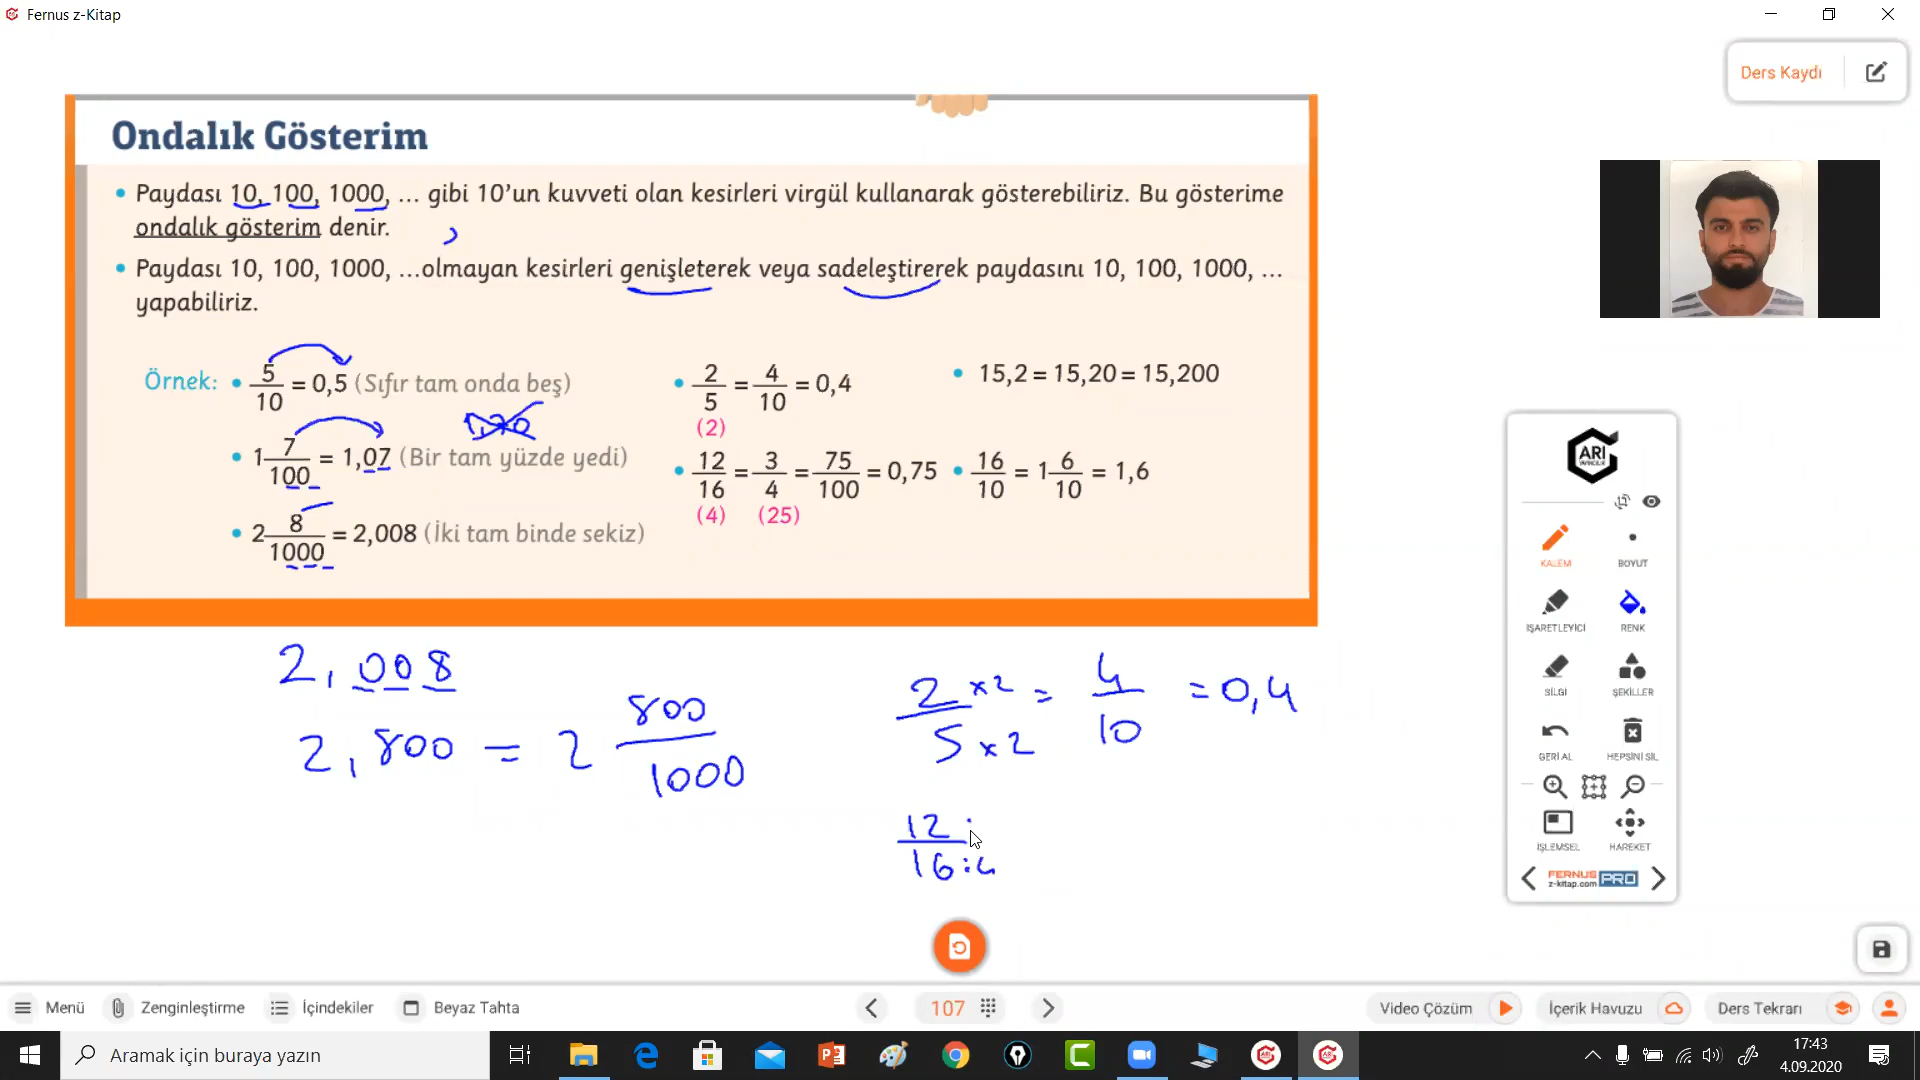 Fernus z-Kitap
Ders Kaydı
Ondalık Gösterim
• Paydası 10, 100, 1000, ... gibi 10'un kuvveti olan kesirleri virgül kullanarak gösterebiliriz. Bu gösterime
ondalık gösterim denir.
,
• Paydası 10, 100, 1000, ...olmayan kesirleri genişleterek veya sadeleştirerek paydasını 10, 100, 1000, ...
yapabiliriz.
Örnek: • 5/10 = 0,5 (Sıfır tam onda beş)
• 1 7/100 = 1,07 (Bir tam yüzde yedi)
• 2 8/1000 = 2,008 (İki tam binde sekiz)
• 2/5 = 4/10 = 0,4
(2)
• 12/16 = 3/4 = 75/100 = 0,75
(4) (25)
• 15,2 = 15,20 = 15,200
• 16/10 = 1 6/10 = 1,6
2,008
2,800 = 2 800/1000
2 x2 / 5 x2 = 4/10 = 0,4
12 : / 16 : 4
ARI
YAYINCILIK
KALEM
BOYUT
İŞARETLEYİCİ
RENK
SİLGİ
ŞEKİLLER
GERİ AL
HEPSİNİ SİL
İŞLEMSEL
HAREKET
FERNUS
z-kitap.com PRO
Menü
Zenginleştirme
İçindekiler
Beyaz Tahta
107
Video Çözüm
İçerik Havuzu
Ders Tekrarı
Aramak için buraya yazın
17:43
4.09.2020